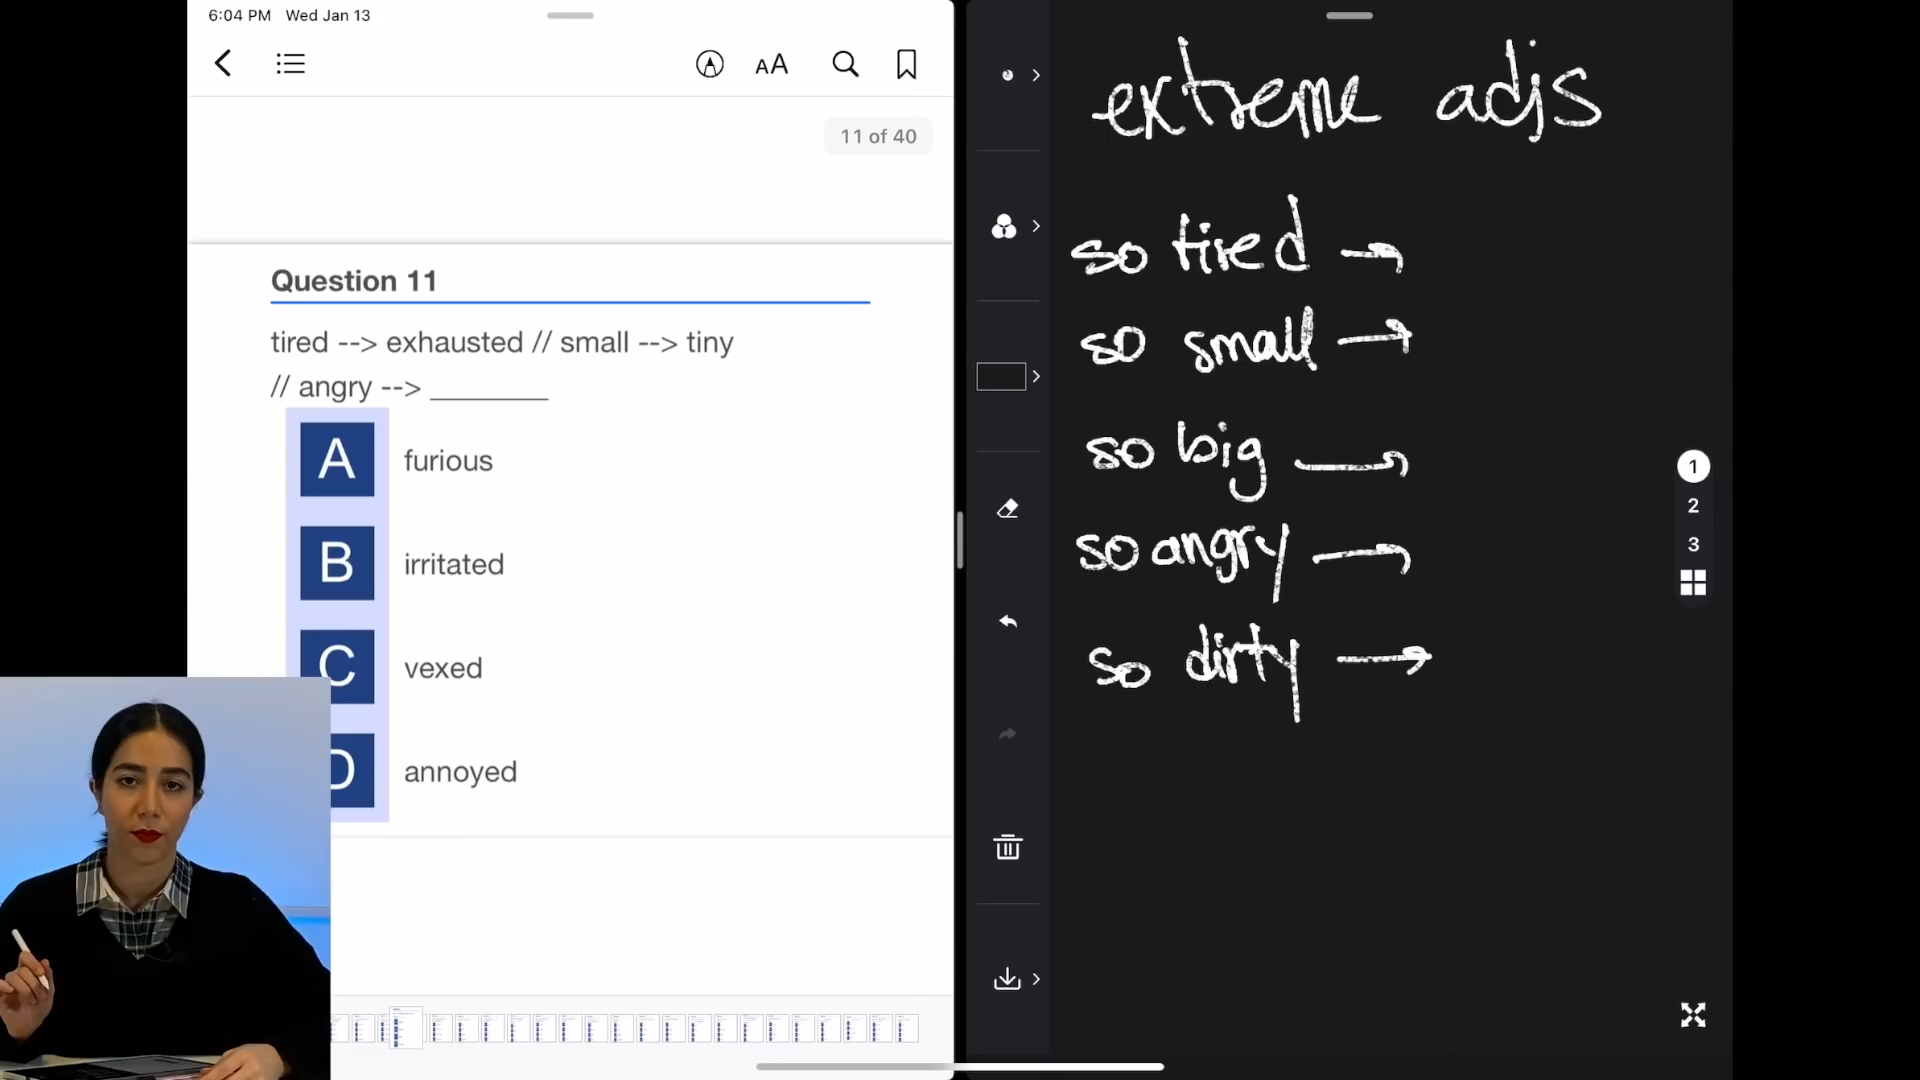 6:04 PM Wed Jan 13
AA
11 of 40
Question 11
tired --> exhausted // small --> tiny
// angry --> ________
A furious
B irritated
C vexed
D annoyed
extreme adjs
so tired →
so small →
so big →
so angry →
so dirty →
1
2
3